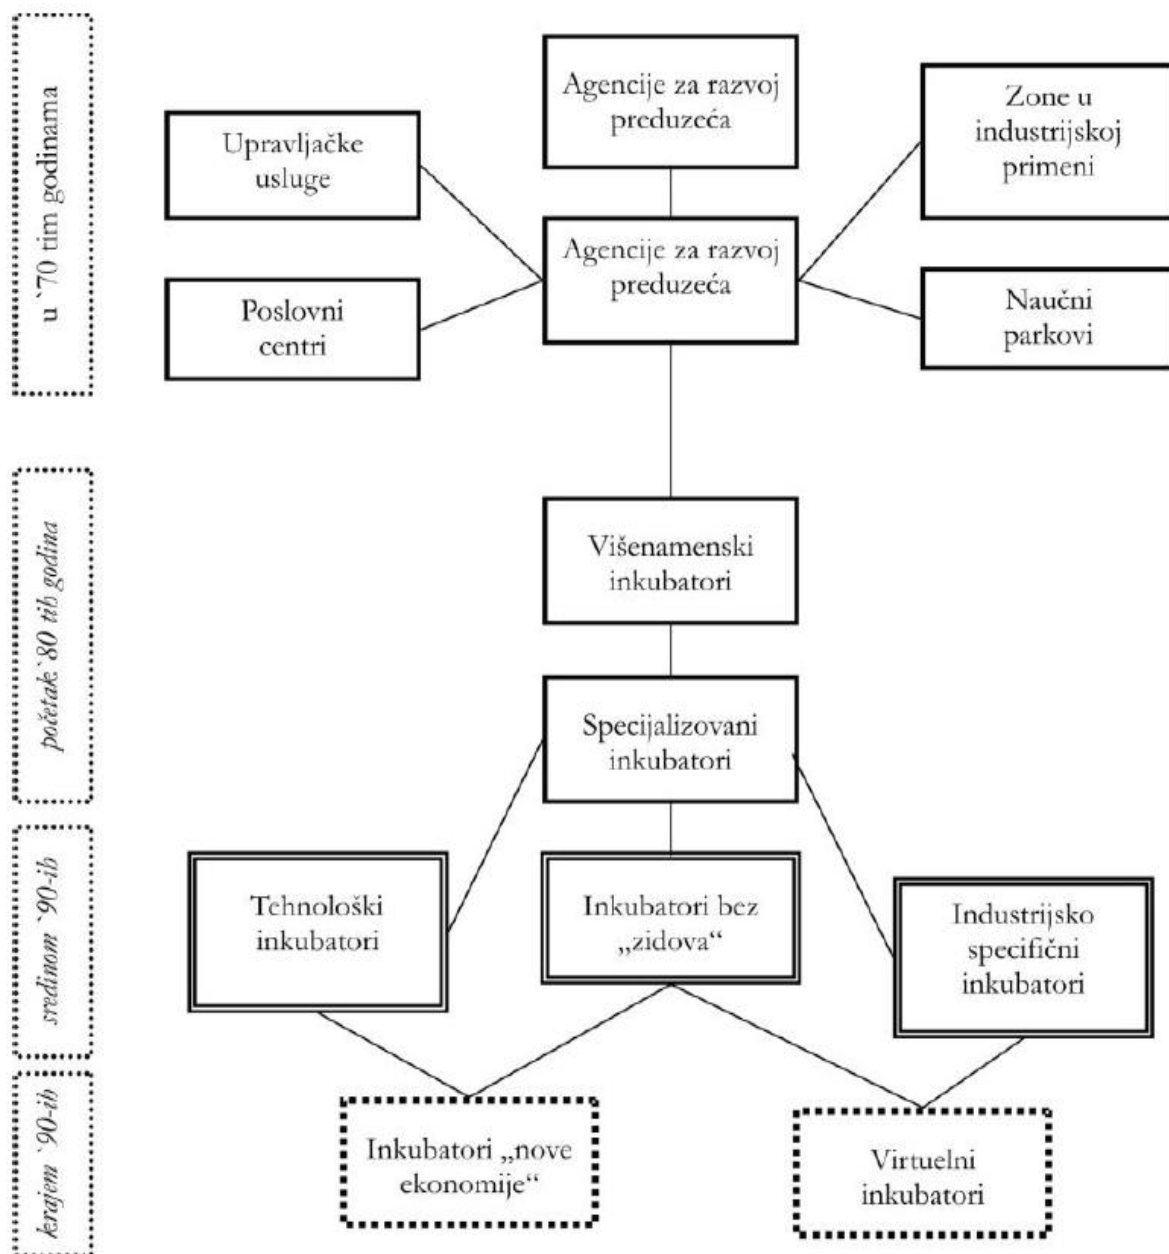 u `70 tim godinama
Agencije za razvoj
preduzeća
Upravljačke
usluge
Zone u
industrijskoj
primeni
Agencije za razvoj
preduzeća
Poslovni
centri
Naučni
parkovi
početak `80 tih godina
Višenamenski
inkubatori
Specijalizovani
inkubatori
sredinom `90-ih
Tehnološki
inkubatori
Inkubatori bez
„zidova“
Industrijsko
specifični
inkubatori
krajem `90-ih
Inkubatori „nove
ekonomije“
Virtuelni
inkubatori